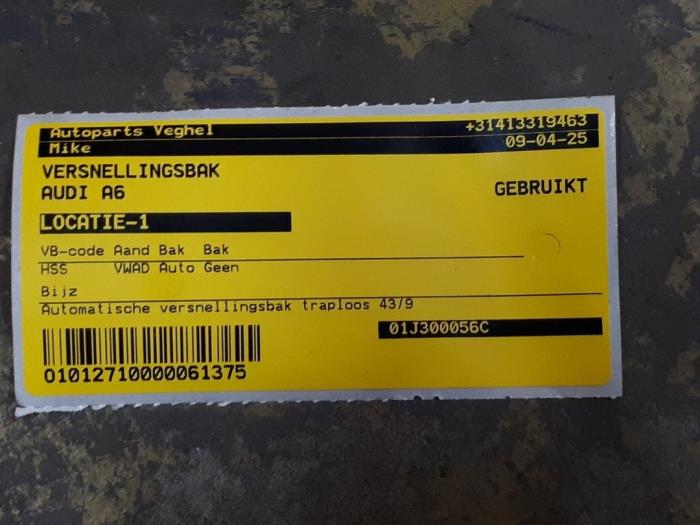 Autoparts Veghel +31413319463
Mike 09-04-25
VERSNELLINGSBAK
AUDI A6 GEBRUIKT
LOCATIE-1
VB-code Aand Bak Bak
HSS VWAD Auto Geen
Bijz
Automatische versnellingsbak traploos 43/9
01J300056C
01012710000061375